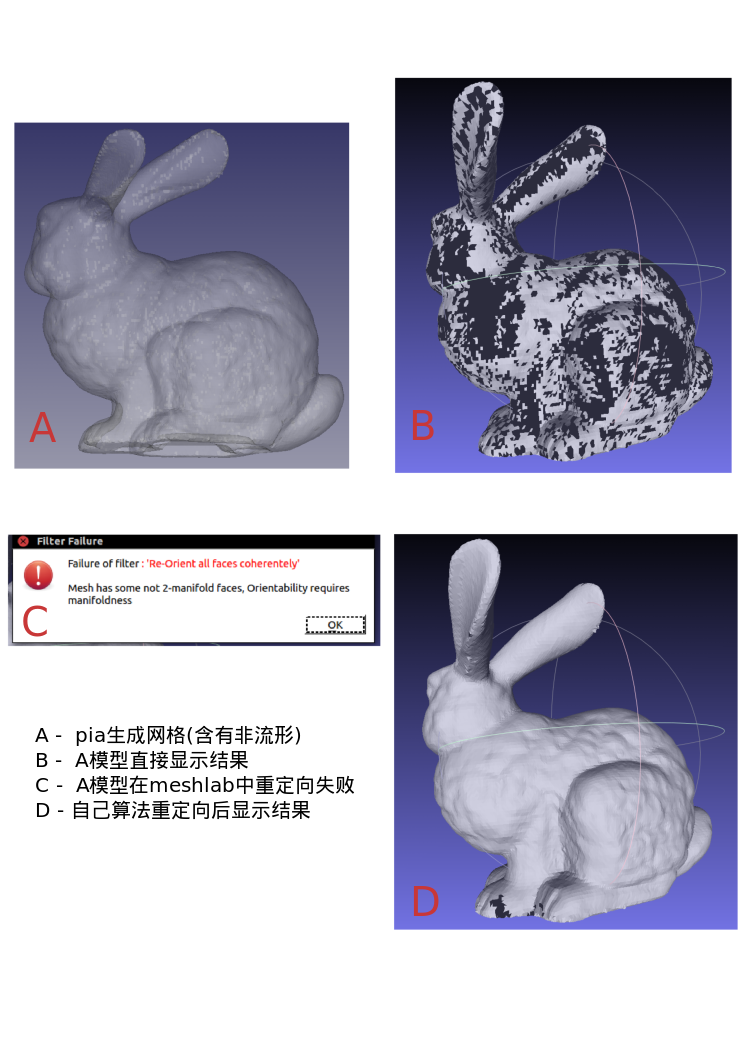 A
B
Filter Failure
Failure of filter : 'Re-Orient all faces coherentely'
Mesh has some not 2-manifold faces, Orientability requires
manifoldness
C
OK
A - pia生成网格(含有非流形)
B - A模型直接显示结果
C - A模型在meshlab中重定向失败
D - 自己算法重定向后显示结果
D